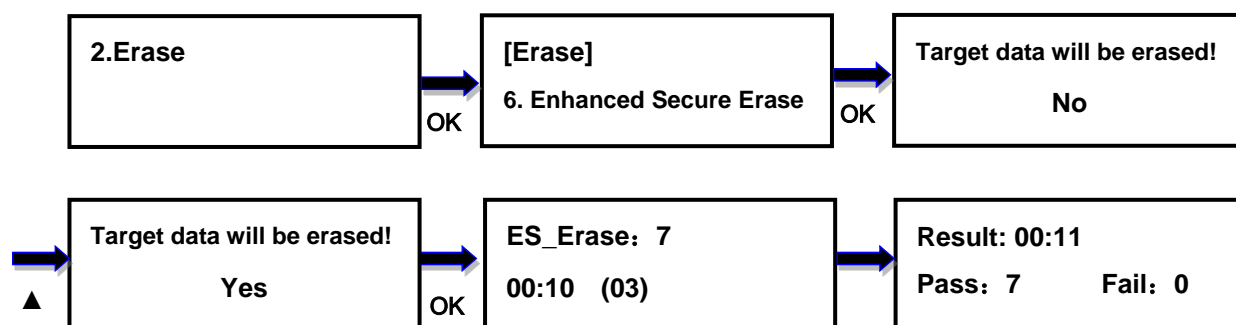 2.Erase
OK
[Erase]
6. Enhanced Secure Erase
OK
Target data will be erased!
No
▲
Target data will be erased!
Yes
OK
ES_Erase：7
00:10 (03)
Result: 00:11
Pass：7 Fail：0